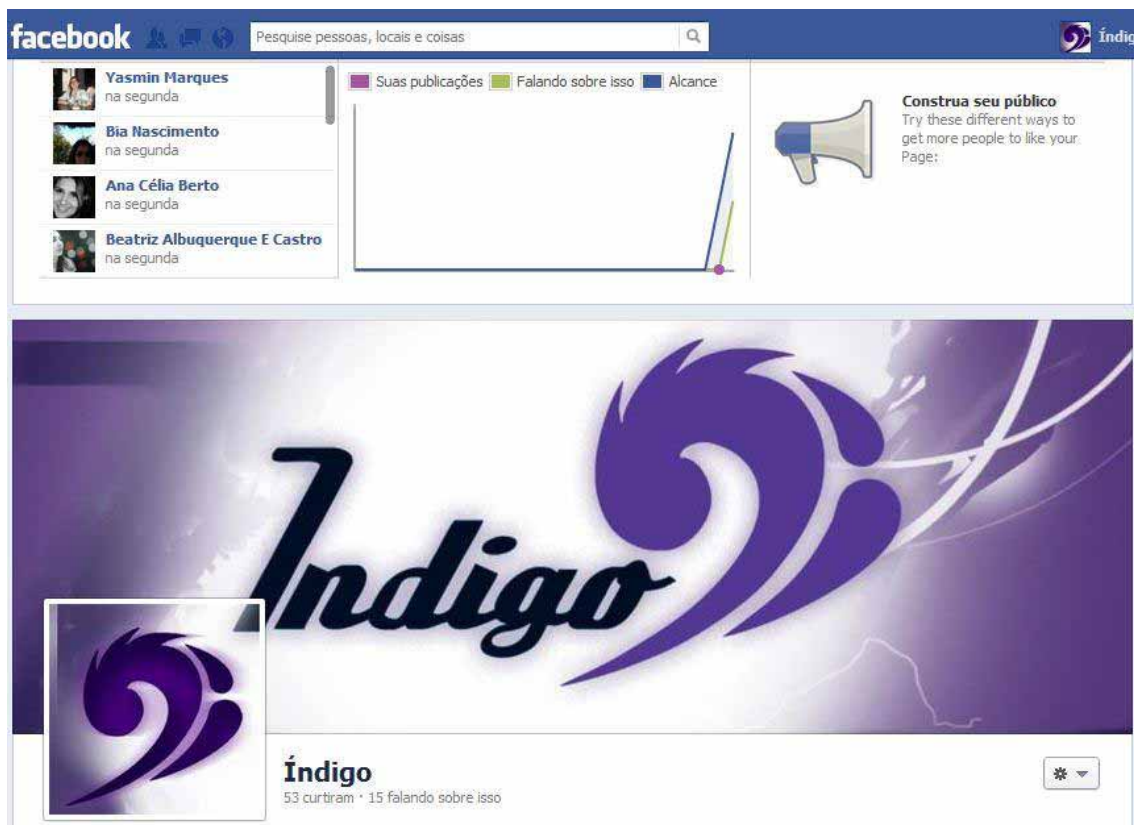 facebook
Pesquise pessoas, locais e coisas
Índig
Yasmin Marques
na segunda
Bia Nascimento
na segunda
Ana Célia Berto
na segunda
Beatriz Albuquerque E Castro
na segunda
Suas publicações Falando sobre isso Alcance
Construa seu público
Try these different ways to
get more people to like your
Page:
Índigo
Índigo
53 curtiram · 15 falando sobre isso